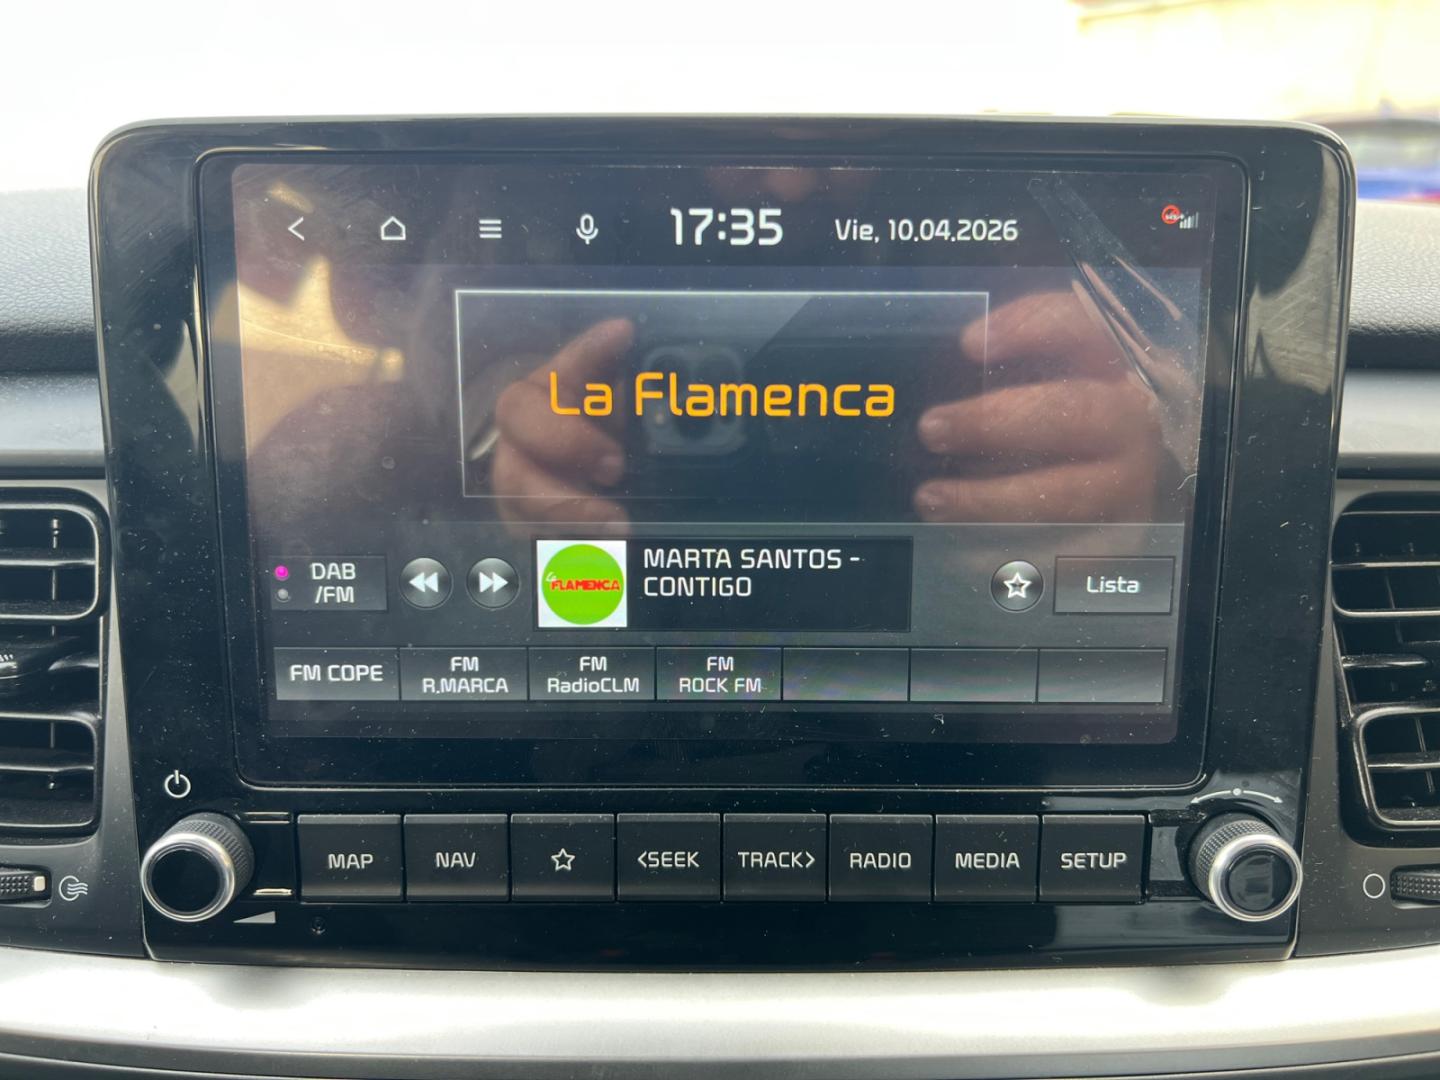 17:35 Vie, 10.04.2026
La Flamenca
DAB
/FM
La
FLAMENCA
MARTA SANTOS -
CONTIGO
Lista
FM COPE
FM
R.MARCA
FM
RadioCLM
FM
ROCK FM
MAP NAV <SEEK TRACK> RADIO MEDIA SETUP